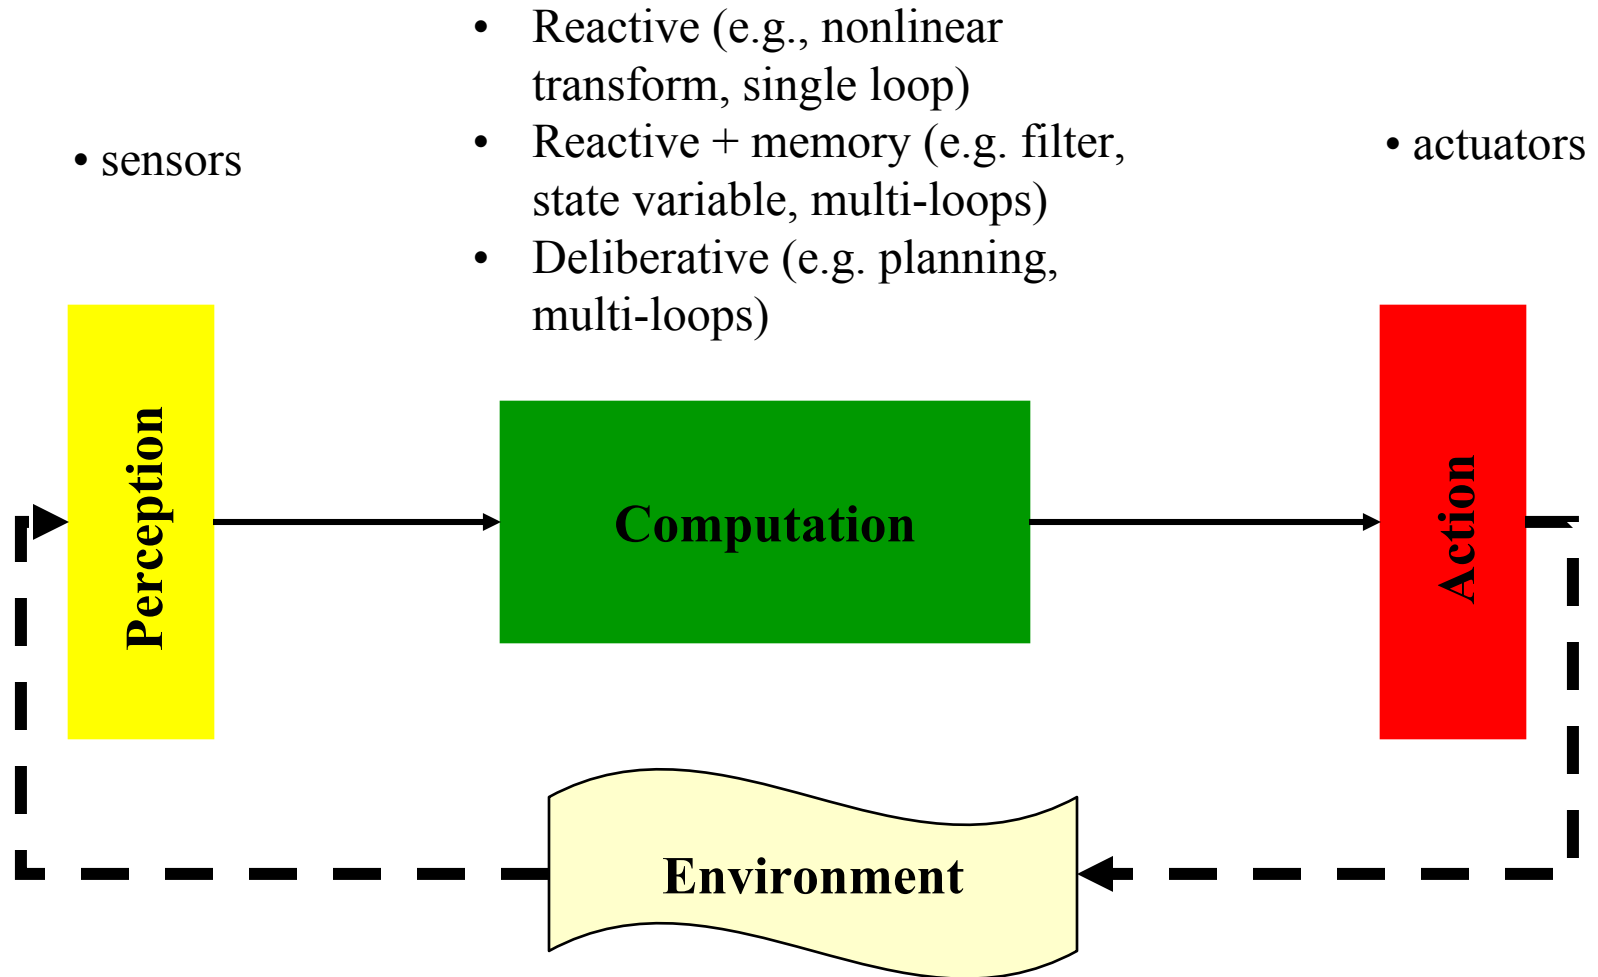 • Reactive (e.g., nonlinear
transform, single loop)
• Reactive + memory (e.g. filter,
state variable, multi-loops)
• Deliberative (e.g. planning,
multi-loops)
• sensors
• actuators
Perception
Computation
Action
Environment